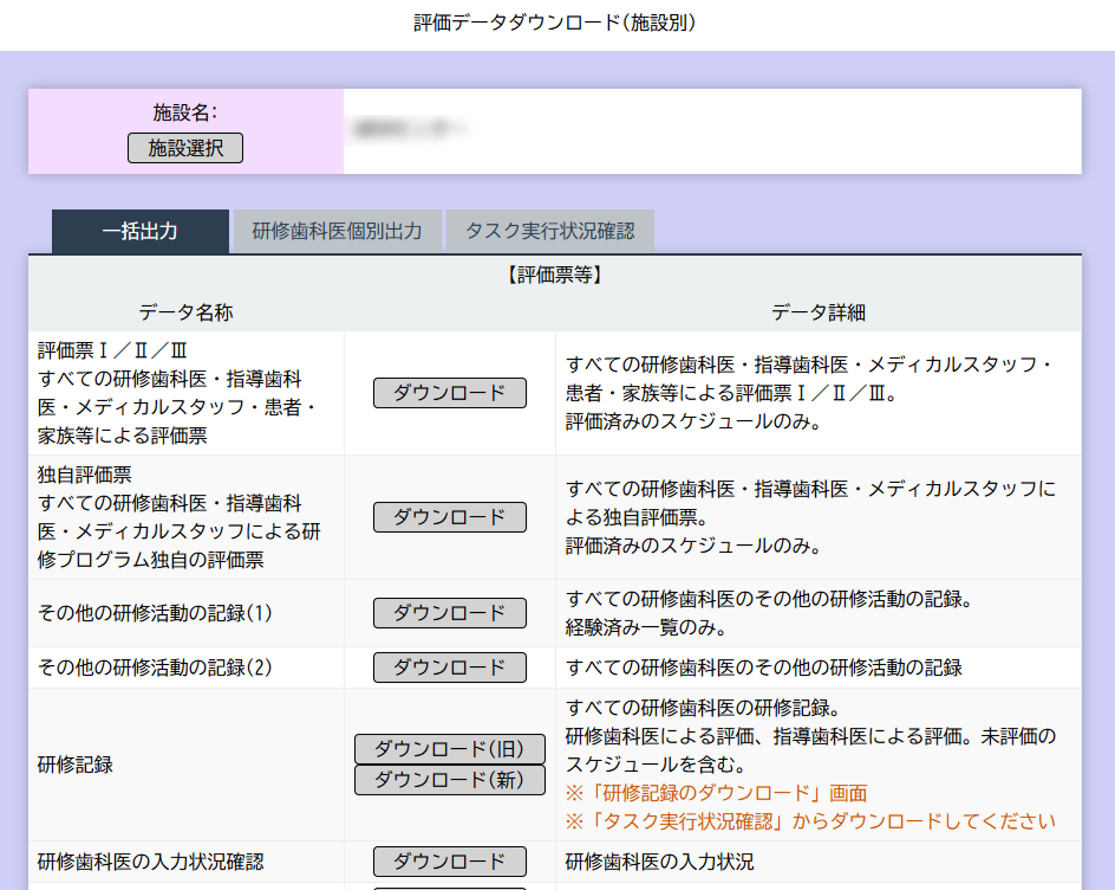 評価データダウンロード(施設別)
施設名:
施設選択
一括出力
研修歯科医個別出力
タスク実行状況確認
【評価票等】
データ名称
データ詳細
評価票Ⅰ／Ⅱ／Ⅲ
すべての研修歯科医・指導歯科
医・メディカルスタッフ・患者・
家族等による評価票
ダウンロード
すべての研修歯科医・指導歯科医・メディカルスタッフ・
患者・家族等による評価票Ⅰ／Ⅱ／Ⅲ。
評価済みのスケジュールのみ。
独自評価票
すべての研修歯科医・指導歯科
医・メディカルスタッフによる研
修プログラム独自の評価票
ダウンロード
すべての研修歯科医・指導歯科医・メディカルスタッフに
よる独自評価票。
評価済みのスケジュールのみ。
その他の研修活動の記録(1)
ダウンロード
すべての研修歯科医のその他の研修活動の記録。
経験済み一覧のみ。
その他の研修活動の記録(2)
ダウンロード
すべての研修歯科医のその他の研修活動の記録
研修記録
ダウンロード(旧)
ダウンロード(新)
すべての研修歯科医の研修記録。
研修歯科医による評価、指導歯科医による評価。未評価の
スケジュールを含む。
※「研修記録のダウンロード」画面
※「タスク実行状況確認」からダウンロードしてください
研修歯科医の入力状況確認
ダウンロード
研修歯科医の入力状況